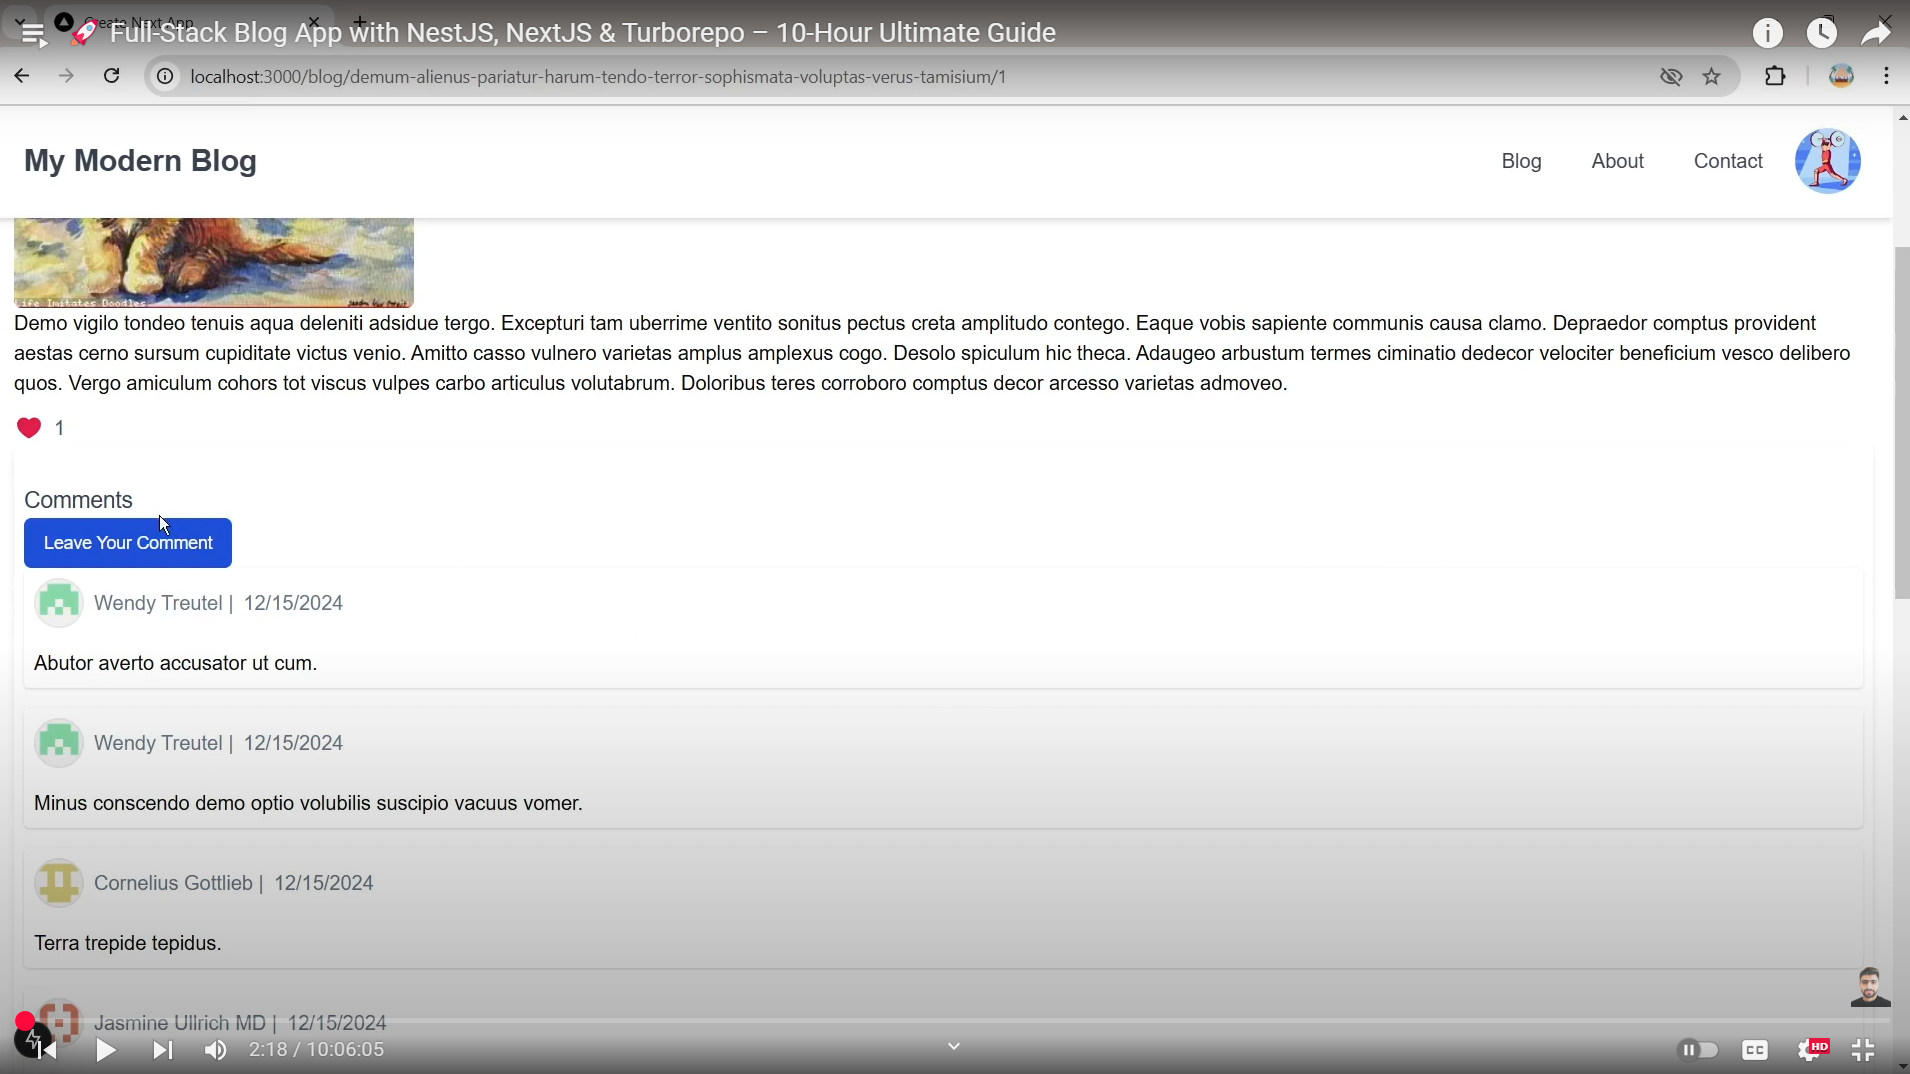 Create Next App
🚀 Full-Stack Blog App with NestJS, NextJS & Turborepo – 10-Hour Ultimate Guide
localhost:3000/blog/demum-alienus-pariatur-harum-tendo-terror-sophismata-voluptas-verus-tamisium/1
My Modern Blog
Blog
About
Contact
Life Imitates Doodles
Demo vigilo tondeo tenuis aqua deleniti adsidue tergo. Excepturi tam uberrime ventito sonitus pectus creta amplitudo contego. Eaque vobis sapiente communis causa clamo. Depraedor comptus provident
aestas cerno sursum cupiditate victus venio. Amitto casso vulnero varietas amplus amplexus cogo. Desolo spiculum hic theca. Adaugeo arbustum termes ciminatio dedecor velociter beneficium vesco delibero
quos. Vergo amiculum cohors tot viscus vulpes carbo articulus volutabrum. Doloribus teres corroboro comptus decor arcesso varietas admoveo.
1
Comments
Leave Your Comment
Wendy Treutel | 12/15/2024
Abutor averto accusator ut cum.
Wendy Treutel | 12/15/2024
Minus conscendo demo optio volubilis suscipio vacuus vomer.
Cornelius Gottlieb | 12/15/2024
Terra trepide tepidus.
Jasmine Ullrich MD | 12/15/2024
2:18 / 10:06:05
CC
HD